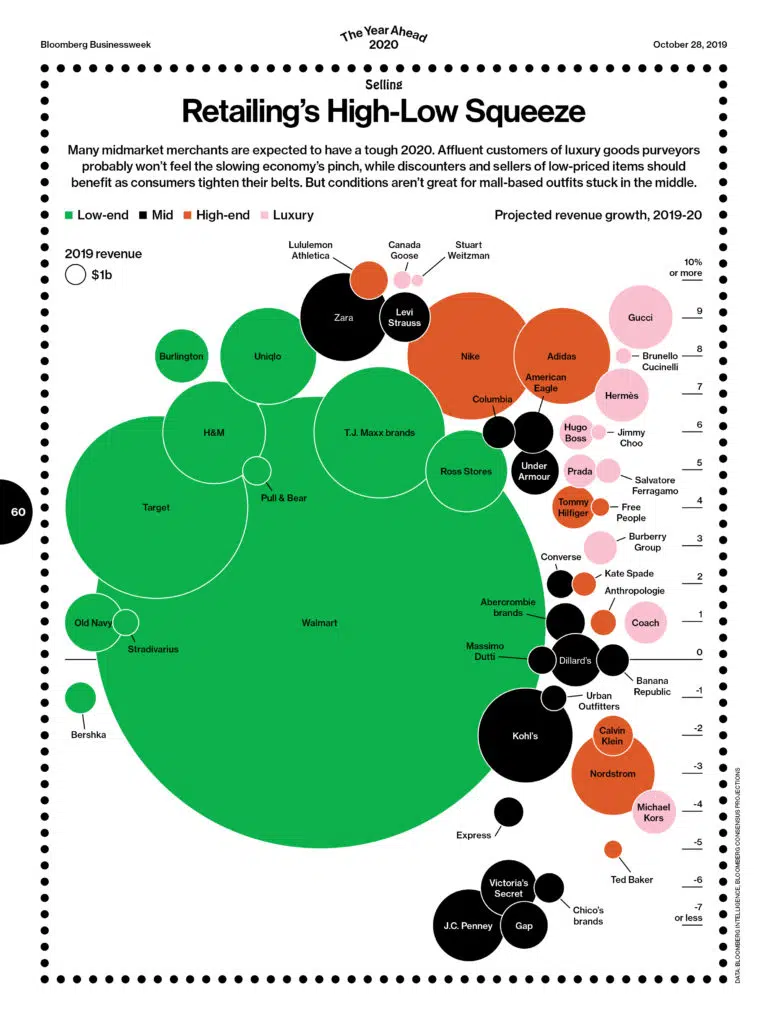 Bloomberg Businessweek
The Year Ahead
2020
October 28, 2019
Selling
Retailing's High-Low Squeeze
Many midmarket merchants are expected to have a tough 2020. Affluent customers of luxury goods purveyors
probably won't feel the slowing economy's pinch, while discounters and sellers of low-priced items should
benefit as consumers tighten their belts. But conditions aren't great for mall-based outfits stuck in the middle.
Low-end Mid High-end Luxury
Projected revenue growth, 2019-20
2019 revenue
$1b
Lululemon
Athletica
Canada
Goose
Stuart
Weitzman
10%
or more
Zara
Levi
Strauss
Gucci
9
Burlington
Uniqlo
Nike
Adidas
Brunello
Cucinelli
8
American
Eagle
Hermès
7
Columbia
H&M
T.J. Maxx brands
Hugo
Boss
Jimmy
Choo
6
Pull & Bear
Ross Stores
Under
Armour
Prada
Salvatore
Ferragamo
5
60
Target
Tommy
Hilfiger
Free
People
4
Burberry
Group
3
Converse
Kate Spade
2
Abercrombie
brands
Anthropologie
Old Navy
Stradivarius
Walmart
Coach
1
Massimo
Dutti
Dillard's
Banana
Republic
0
Bershka
Urban
Outfitters
-1
Kohl's
Calvin
Klein
-2
Nordstrom
-3
Express
Michael
Kors
-4
Ted Baker
-5
Victoria's
Secret
Chico's
brands
-6
J.C. Penney
Gap
-7
or less
DATA: BLOOMBERG INTELLIGENCE, BLOOMBERG CONSENSUS PROJECTIONS